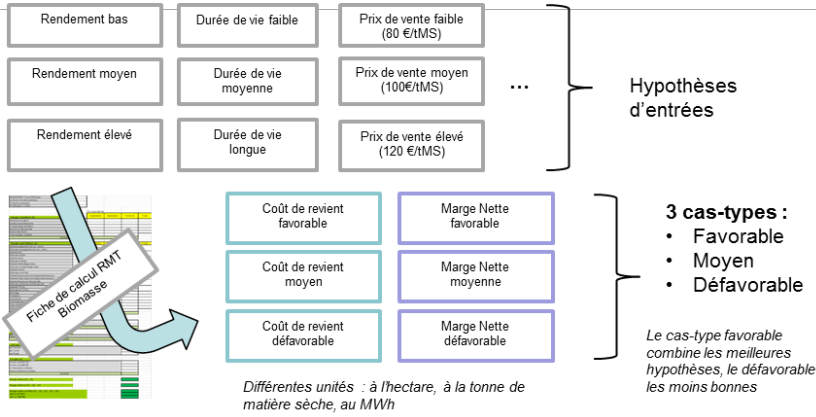 Rendement bas
Durée de vie faible
Prix de vente faible
(80 €/tMS)
Rendement moyen
Durée de vie
moyenne
Prix de vente moyen
(100€/tMS)
...
Rendement élevé
Durée de vie
longue
Prix de vente élevé
(120 €/tMS)
Hypothèses
d'entrées
Fiche de calcul RMT
Biomasse
Coût de revient
favorable
Marge Nette
favorable
Coût de revient
moyen
Marge Nette
moyenne
Coût de revient
défavorable
Marge Nette
défavorable
3 cas-types :
• Favorable
• Moyen
• Défavorable
Le cas-type favorable
combine les meilleures
hypothèses, le défavorable
les moins bonnes
Différentes unités : à l'hectare, à la tonne de
matière sèche, au MWh